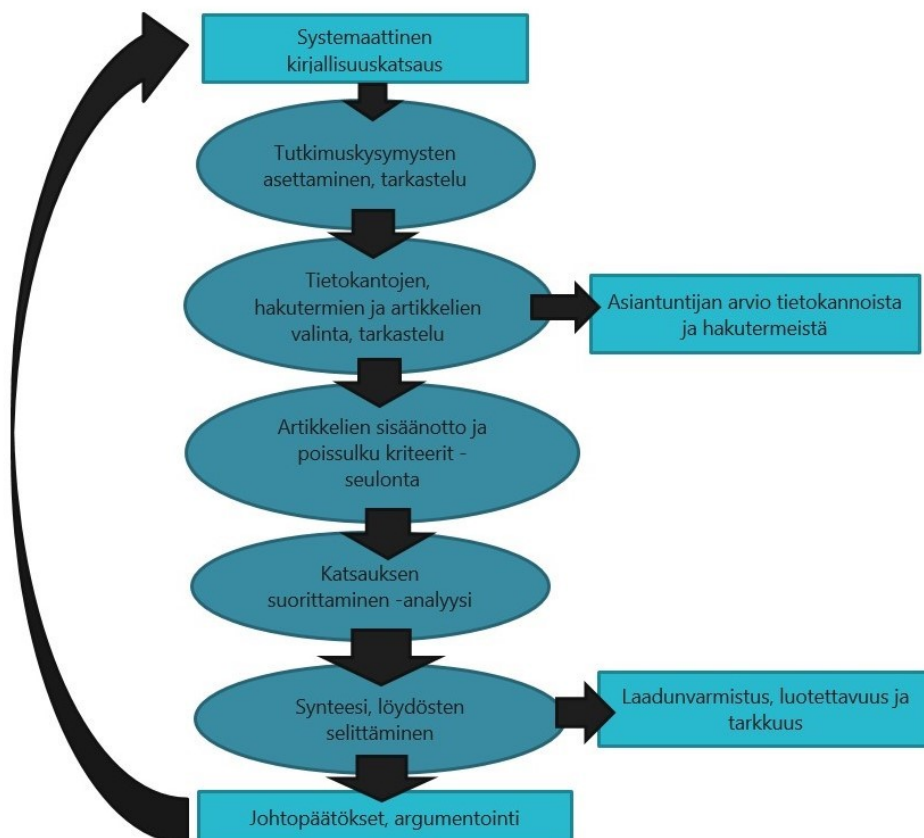 Systemaattinen
kirjallisuuskatsaus
Tutkimuskysymysten
asettaminen, tarkastelu
Tietokantojen,
hakutermien ja artikkelien
valinta, tarkastelu
Asiantuntijan arvio tietokannoista
ja hakutermeistä
Artikkelien sisäänotto ja
poissulku kriteerit -
seulonta
Katsauksen
suorittaminen -analyysi
Synteesi, löydösten
selittäminen
Laadunvarmistus, luotettavuus ja
tarkkuus
Johtopäätökset, argumentointi